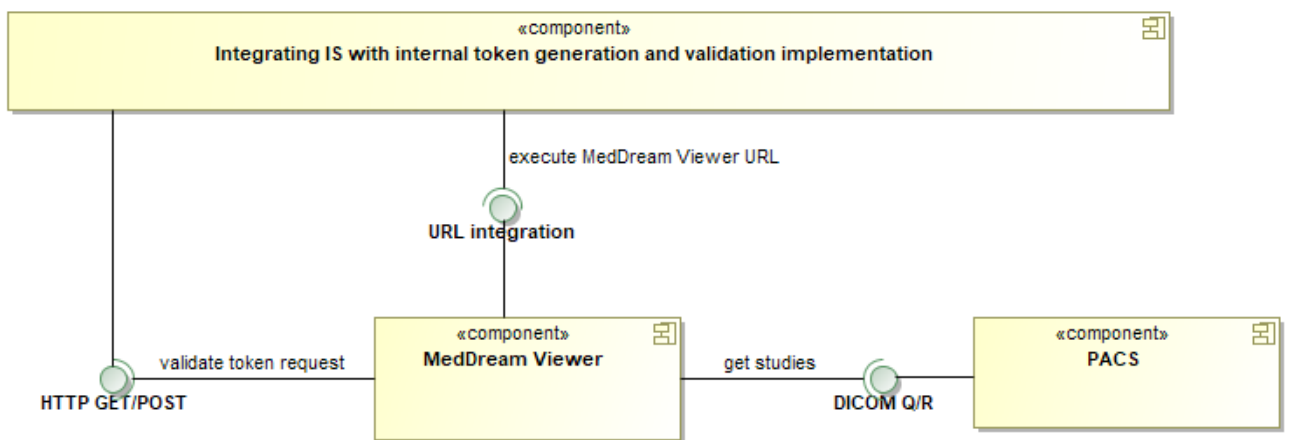 «component»
Integrating IS with internal token generation and validation implementation
execute MedDream Viewer URL
URL integration
«component»
MedDream Viewer
«component»
PACS
validate token request
get studies
HTTP GET/POST
DICOM Q/R